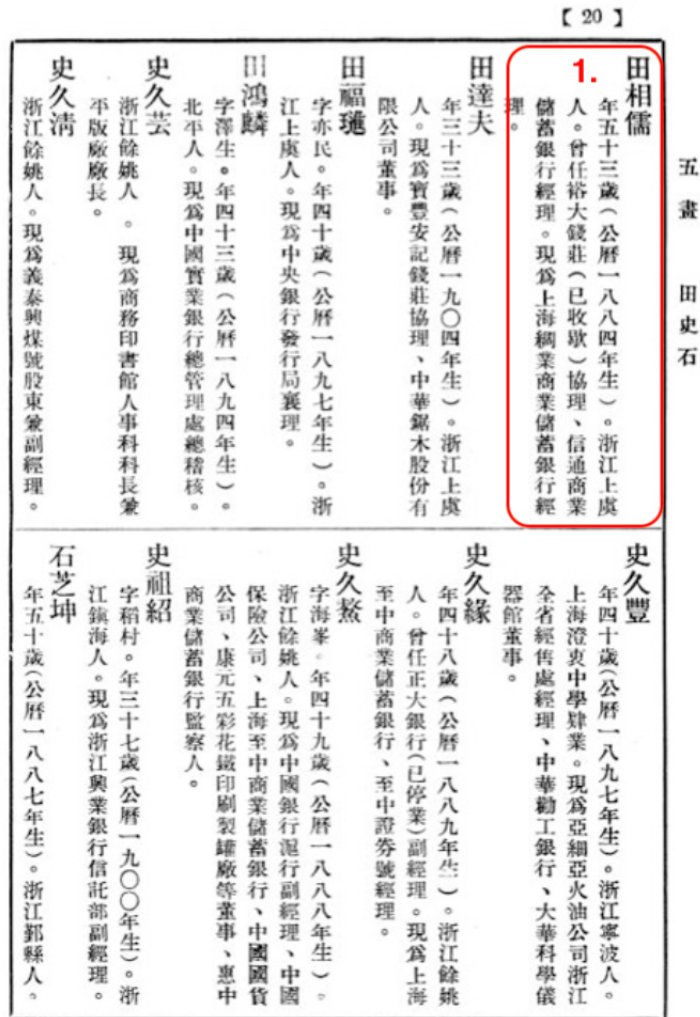 【 20 】
五畫 田史石
1.
田相儒
年五十三歲(公曆一八八四年生)。浙江上虞
人。曾任裕大錢莊(已收歇)協理、信通商業
儲蓄銀行經理。現爲上海綢業商業儲蓄銀行經
理。
田達夫
年三十三歲(公曆一九〇四年生)。浙江上虞
人。現爲寶豐安記錢莊協理、中華鋸木股份有
限公司董事。
田福璡
字亦民。年四十歲(公曆一八九七年生)。浙
江上虞人。現爲中央銀行發行局襄理。
田鴻麟
字澤生。年四十三歲(公曆一八九四年生)。
北平人。現爲中國實業銀行總管理處總稽核。
史久芸
浙江餘姚人。現爲商務印書館人事科科長兼
平版廠廠長。
史久清
浙江餘姚人。現爲義泰興煤號股東兼副經理。
史久豐
年四十歲(公曆一八九七年生)。浙江寧波人。
上海澄衷中學肄業。現爲亞細亞火油公司浙江
全省經售處經理、中華勸工銀行、大華科學儀
器館董事。
史久緣
年四十八歲(公曆一八八九年生)。浙江餘姚
人。曾任正大銀行(已停業)副經理。現爲上海
至中商業儲蓄銀行、至中證券號經理。
史久鰲
字海峯。年四十九歲(公曆一八八八年生)。
浙江餘姚人。現爲中國銀行滬行副經理、中國
保險公司、上海至中商業儲蓄銀行、中國國貨
公司、康元五彩花鐵印刷製罐廠等董事、惠中
商業儲蓄銀行監察人。
史祖紹
字稻村。年三十七歲(公曆一九〇〇年生)。浙
江鎮海人。現爲浙江興業銀行信託部副經理。
石芝坤
年五十歲(公曆一八八七年生)。浙江鄞縣人。